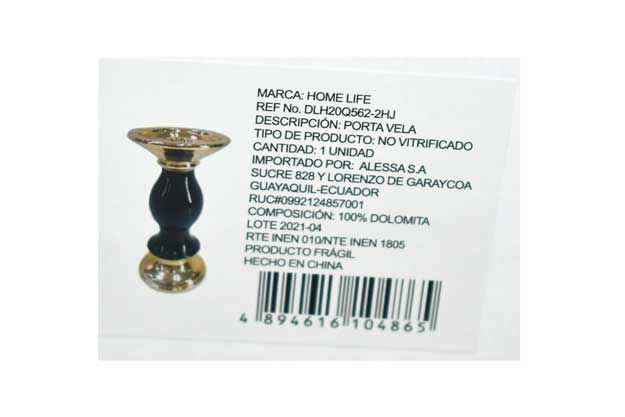 MARCA: HOME LIFE
REF No. DLH20Q562-2HJ
DESCRIPCIÓN: PORTA VELA
TIPO DE PRODUCTO: NO VITRIFICADO
CANTIDAD: 1 UNIDAD
IMPORTADO POR: ALESSA S.A
SUCRE 828 Y LORENZO DE GARAYCOA
GUAYAQUIL-ECUADOR
RUC#0992124857001
COMPOSICIÓN: 100% DOLOMITA
LOTE 2021-04
RTE INEN 010/NTE INEN 1805
PRODUCTO FRÁGIL
HECHO EN CHINA
4 894616 104865